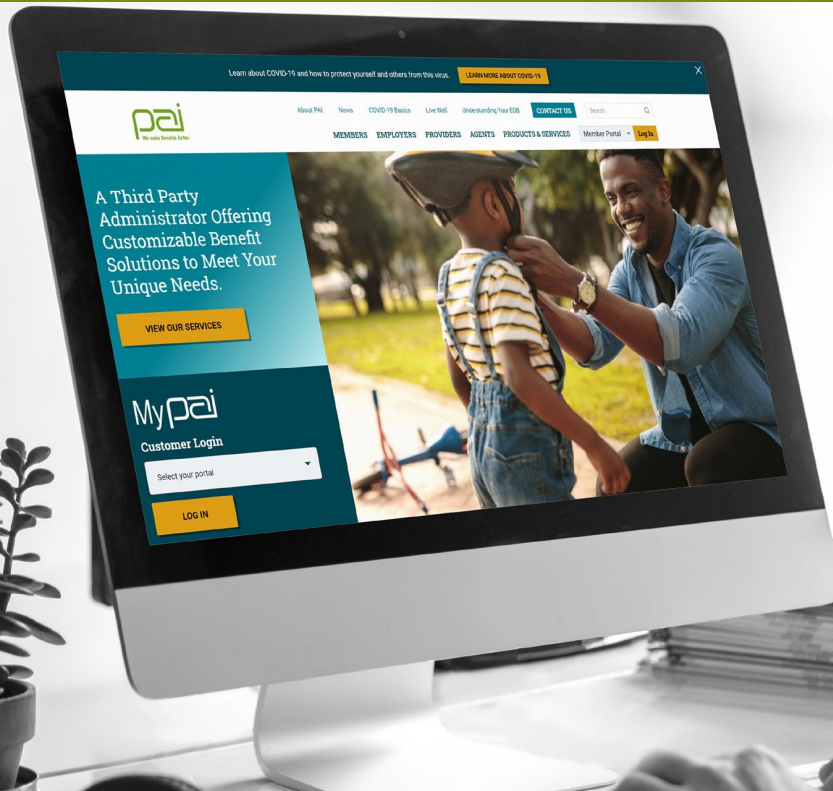 Learn about COVID-19 and how to protect yourself and others from this virus. LEARN MORE ABOUT COVID-19
pai
We make Benefits Better.
About PAI News COVID-19 Basics Live Well Understanding Your EOB CONTACT US Search
MEMBERS EMPLOYERS PROVIDERS AGENTS PRODUCTS & SERVICES Member Portal Log In
A Third Party
Administrator Offering
Customizable Benefit
Solutions to Meet Your
Unique Needs.
VIEW OUR SERVICES
My pai
Customer Login
Select your portal
LOG IN